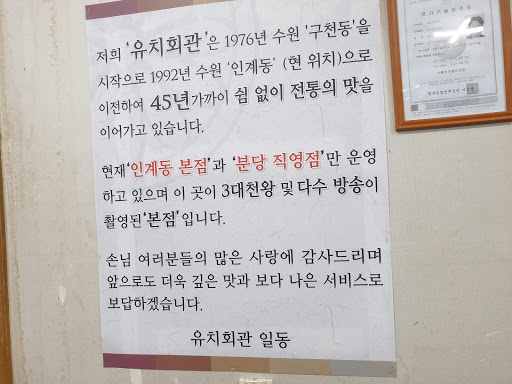 저희 '유치회관'은 1976년 수원 '구천동'을
시작으로 1992년 수원 '인계동' (현 위치)으로
이전하여 45년가까이 쉼 없이 전통의 맛을
이어가고 있습니다.
현재 '인계동 본점'과 '분당 직영점'만 운영
하고 있으며 이 곳이 3대천왕 및 다수 방송이
촬영된 '본점'입니다.
손님 여러분들의 많은 사랑에 감사드리며
앞으로도 더욱 깊은 맛과 보다 나은 서비스로
보답하겠습니다.
유치회관 일동